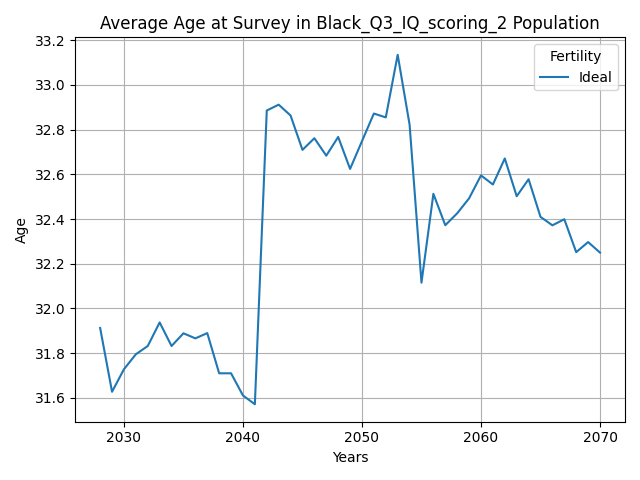 Average Age at Survey in Black_Q3_IQ_scoring_2 Population
Fertility
Ideal
Age
33.2
33.0
32.8
32.6
32.4
32.2
32.0
31.8
31.6
2030 2040 2050 2060 2070
Years